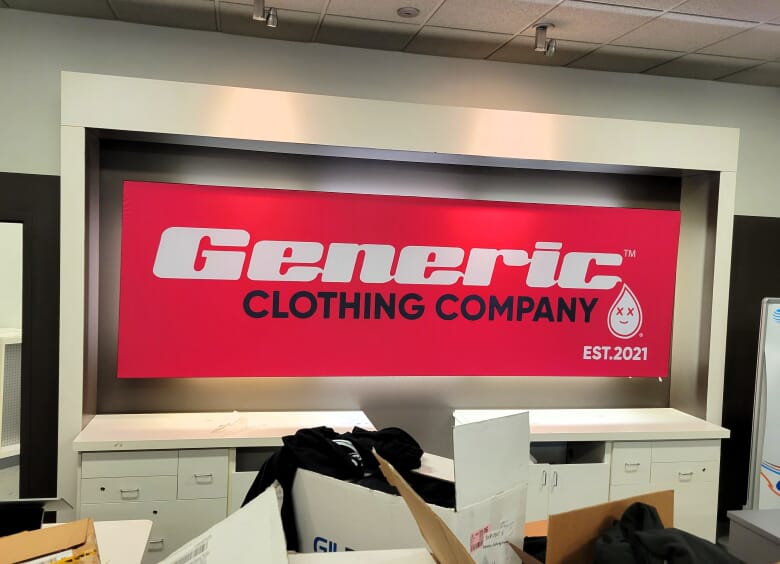 Generic™
CLOTHING COMPANY
®
EST.2021